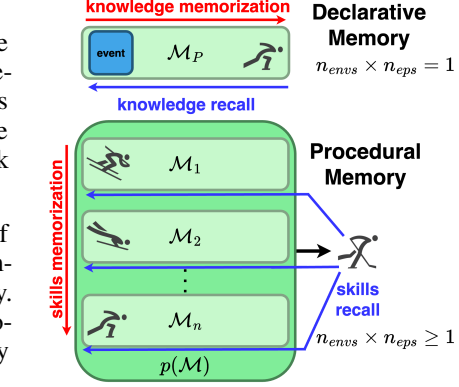 knowledge memorization
Declarative
Memory
event
M_P
n_envs × n_eps = 1
knowledge recall
Procedural
Memory
skills memorization
M_1
M_2
⋮
M_n
skills
recall
n_envs × n_eps ≥ 1
p(M)